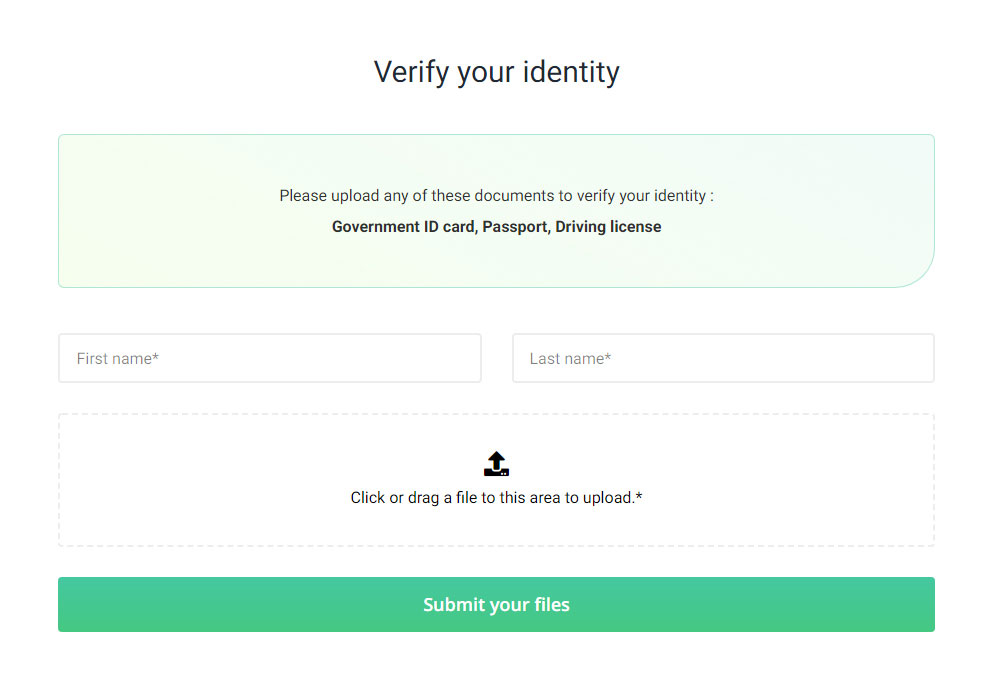 Verify your identity
Please upload any of these documents to verify your identity :
Government ID card, Passport, Driving license
First name*
Last name*
Click or drag a file to this area to upload.*
Submit your files